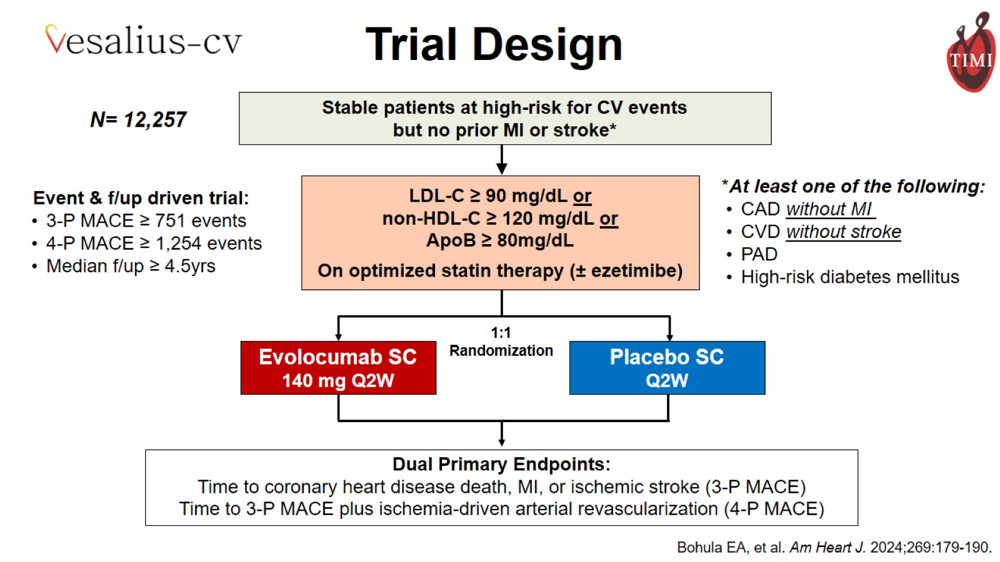 Vesalius-cv
Trial Design
TIMI
N= 12,257
Stable patients at high-risk for CV events
but no prior MI or stroke*
Event & f/up driven trial:
• 3-P MACE ≥ 751 events
• 4-P MACE ≥ 1,254 events
• Median f/up ≥ 4.5yrs
LDL-C ≥ 90 mg/dL or
non-HDL-C ≥ 120 mg/dL or
ApoB ≥ 80mg/dL
On optimized statin therapy (± ezetimibe)
*At least one of the following:
• CAD without MI
• CVD without stroke
• PAD
• High-risk diabetes mellitus
1:1
Randomization
Evolocumab SC
140 mg Q2W
Placebo SC
Q2W
Dual Primary Endpoints:
Time to coronary heart disease death, MI, or ischemic stroke (3-P MACE)
Time to 3-P MACE plus ischemia-driven arterial revascularization (4-P MACE)
Bohula EA, et al. Am Heart J. 2024;269:179-190.